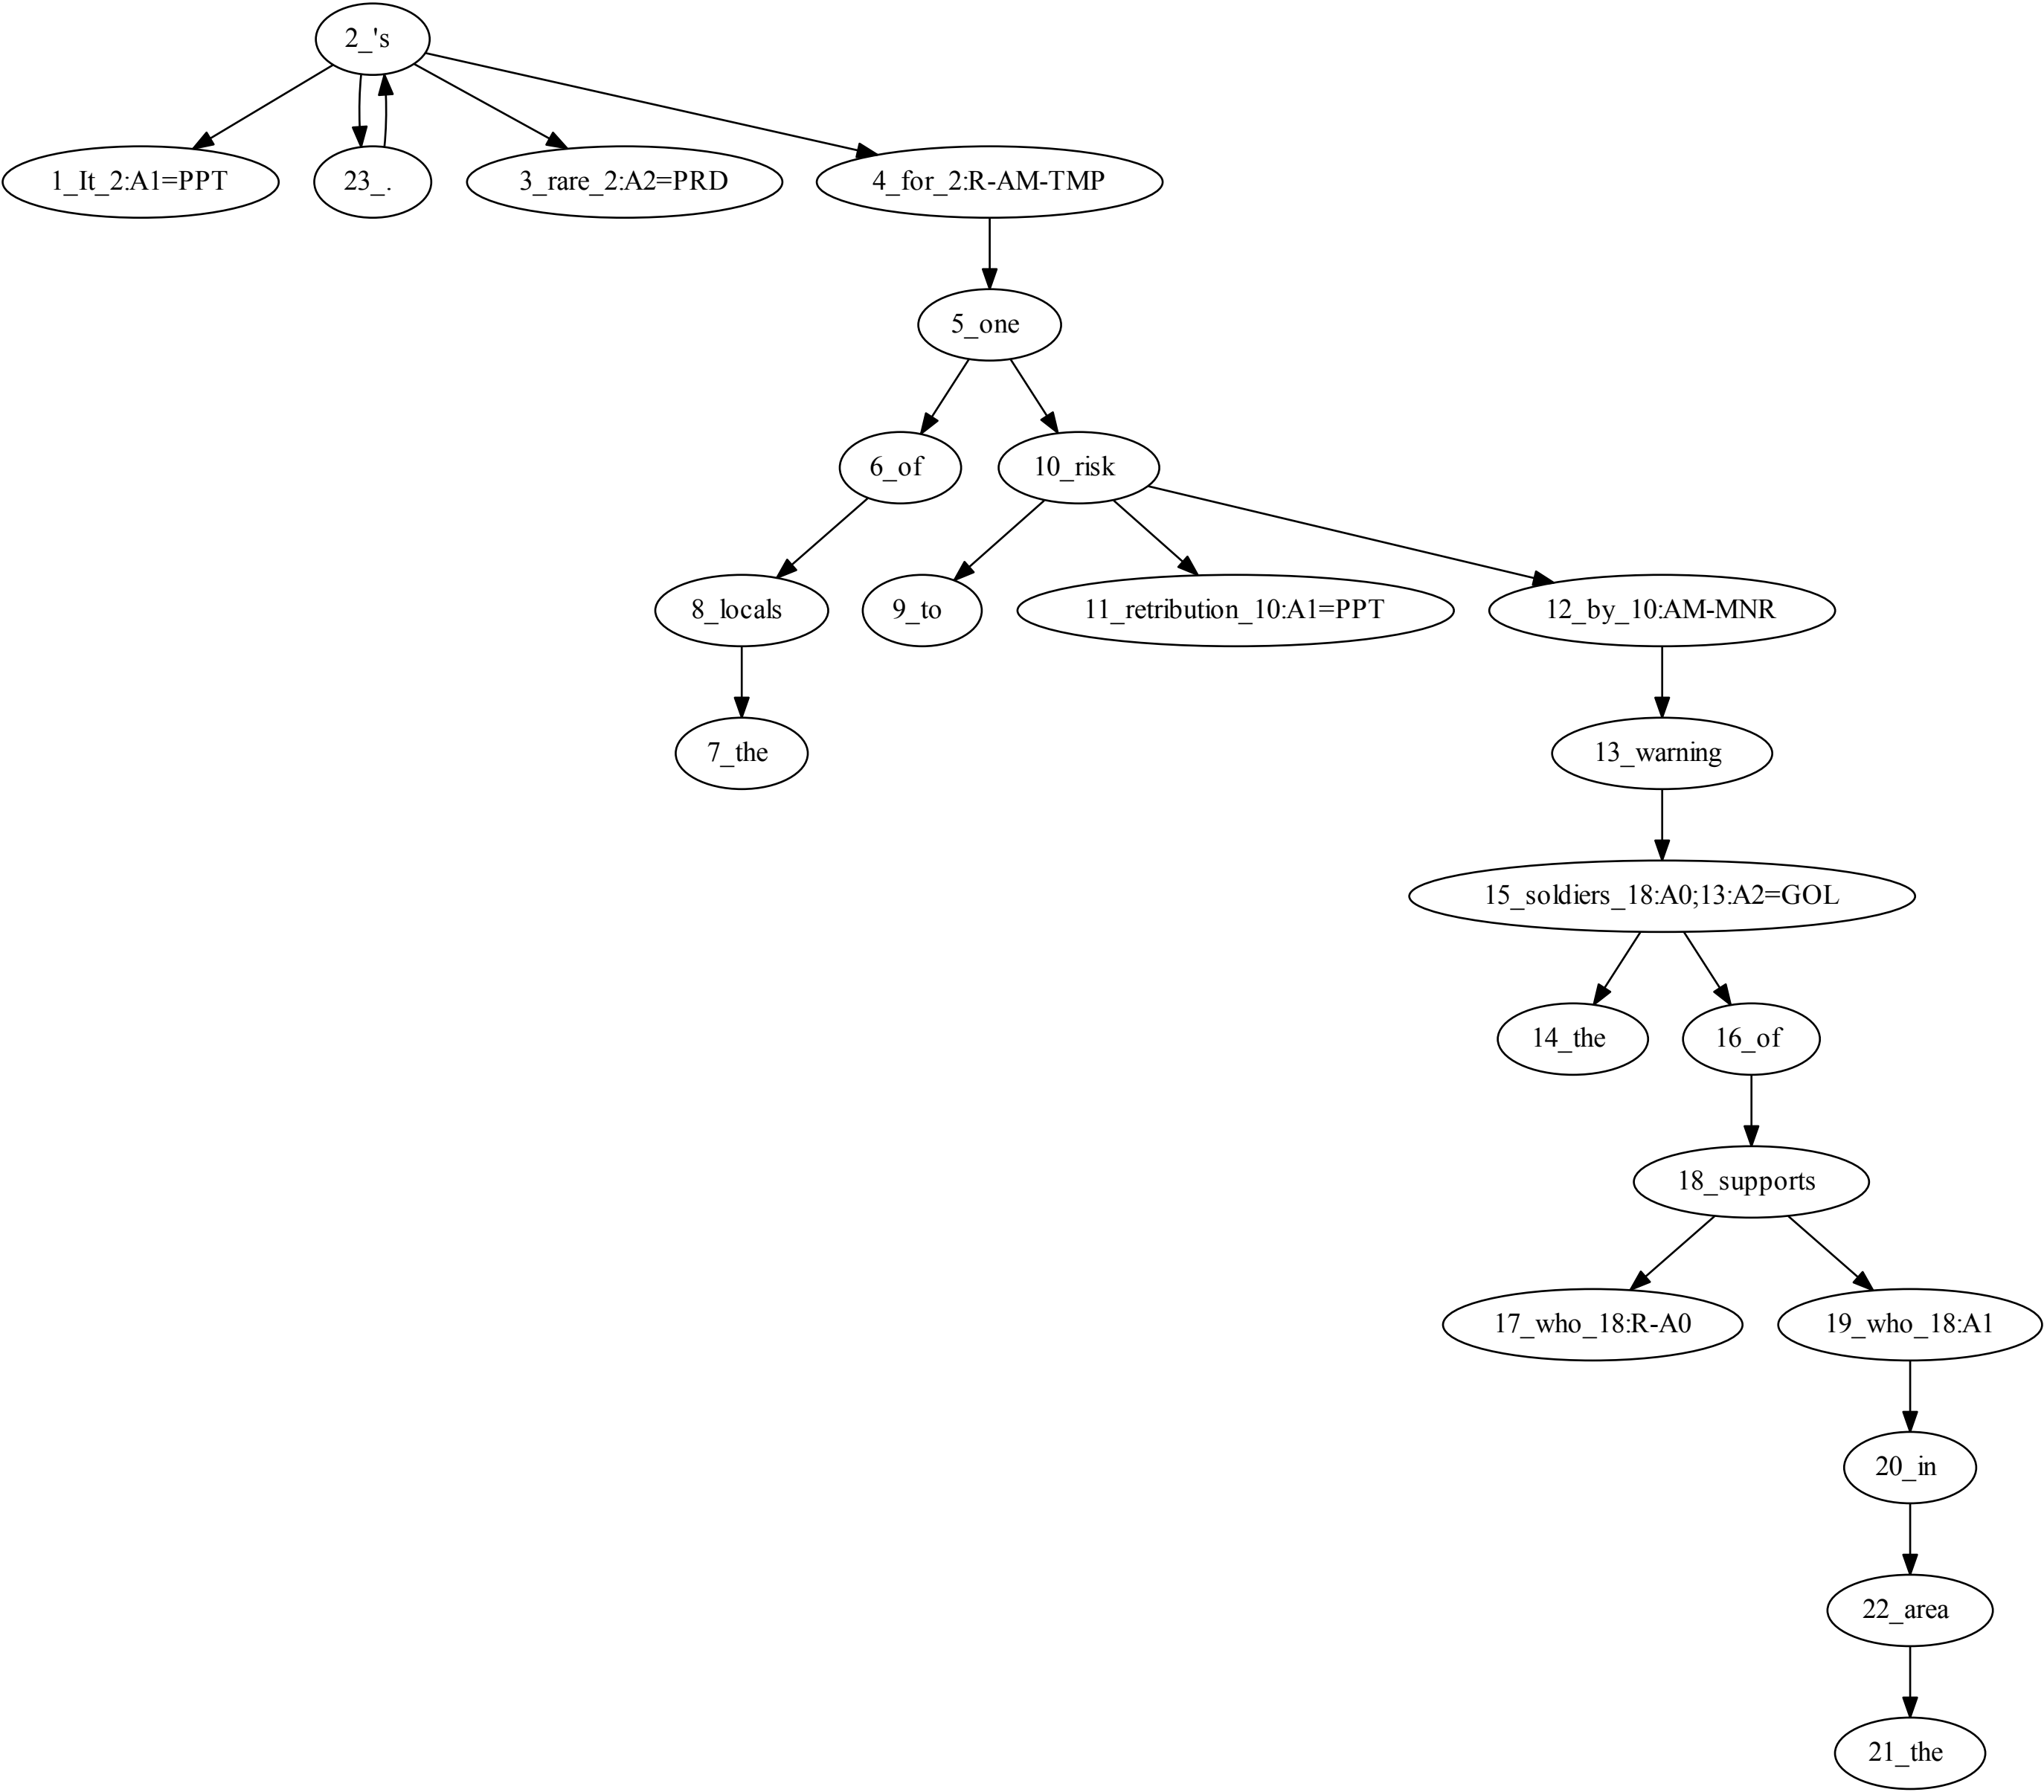 2_'s
1_It_2:A1=PPT
23_.
3_rare_2:A2=PRD
4_for_2:R-AM-TMP
5_one
6_of
10_risk
8_locals
9_to
11_retribution_10:A1=PPT
12_by_10:AM-MNR
7_the
13_warning
15_soldiers_18:A0;13:A2=GOL
14_the
16_of
18_supports
17_who_18:R-A0
19_who_18:A1
20_in
22_area
21_the